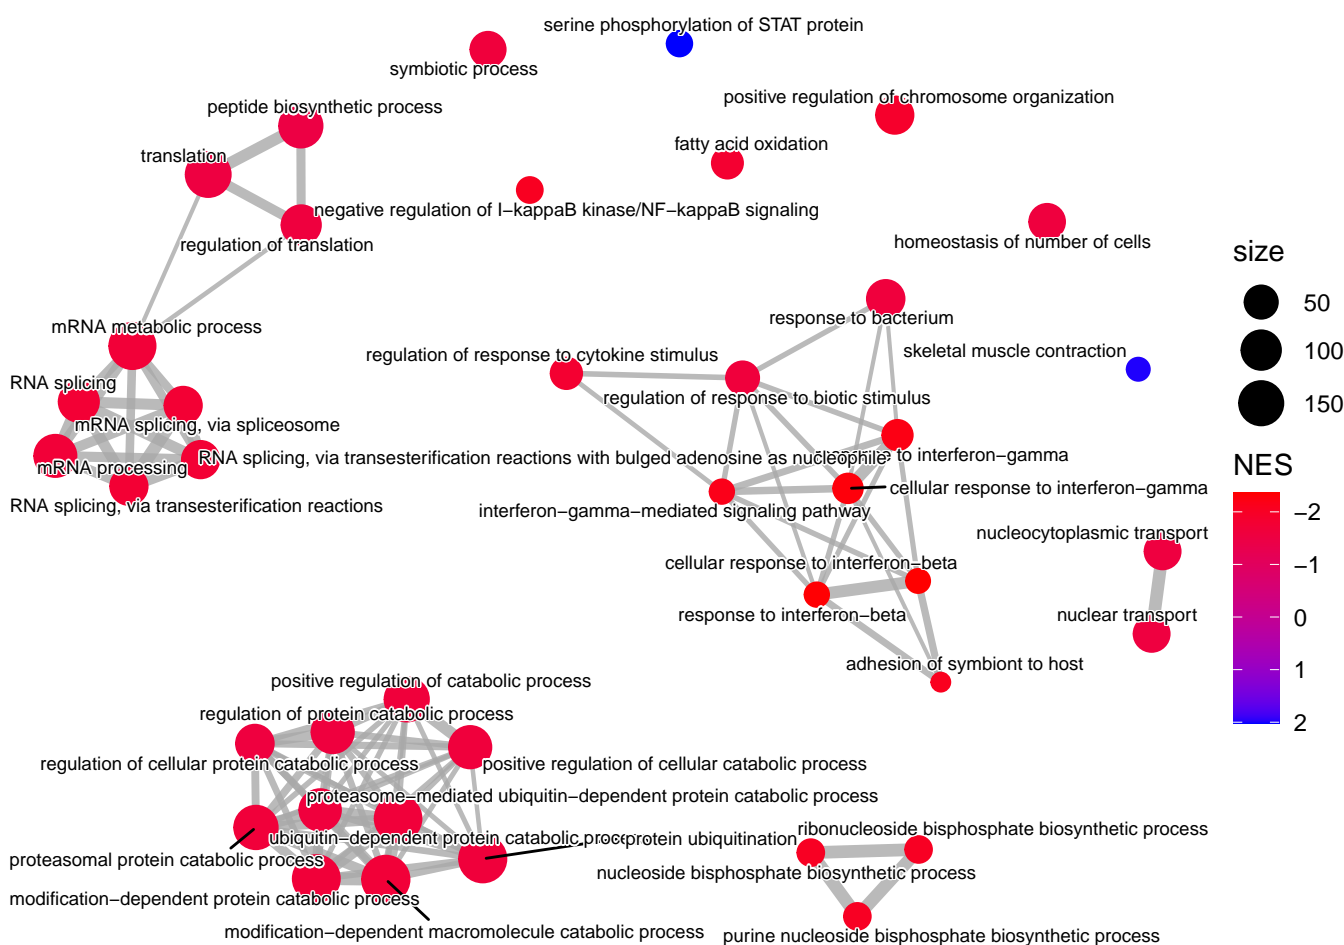 serine phosphorylation of STAT protein
symbiotic process
positive regulation of chromosome organization
peptide biosynthetic process
fatty acid oxidation
translation
negative regulation of I−kappaB kinase/NF−kappaB signaling
regulation of translation
homeostasis of number of cells
size
50
100
150
response to bacterium
mRNA metabolic process
skeletal muscle contraction
regulation of response to cytokine stimulus
RNA splicing
regulation of response to biotic stimulus
mRNA splicing, via spliceosome
to interferon−gamma
RNA splicing, via transesterification reactions with bulged adenosine as nucleophile
mRNA processing
NES
−2
−1
0
1
2
cellular response to interferon−gamma
RNA splicing, via transesterification reactions
interferon−gamma−mediated signaling pathway
nucleocytoplasmic transport
cellular response to interferon−beta
response to interferon−beta
nuclear transport
adhesion of symbiont to host
positive regulation of catabolic process
regulation of protein catabolic process
regulation of cellular protein catabolic process
positive regulation of cellular catabolic process
proteasome−mediated ubiquitin−dependent protein catabolic process
ubiquitin−dependent protein catabolic process
protein ubiquitination
ribonucleoside bisphosphate biosynthetic process
proteasomal protein catabolic process
nucleoside bisphosphate biosynthetic process
modification−dependent protein catabolic process
modification−dependent macromolecule catabolic process
purine nucleoside bisphosphate biosynthetic process